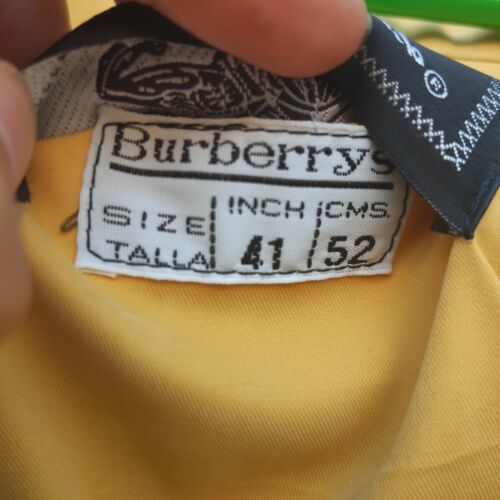 Burberrys
SIZE INCH CMS.
TALLA 41 52
®